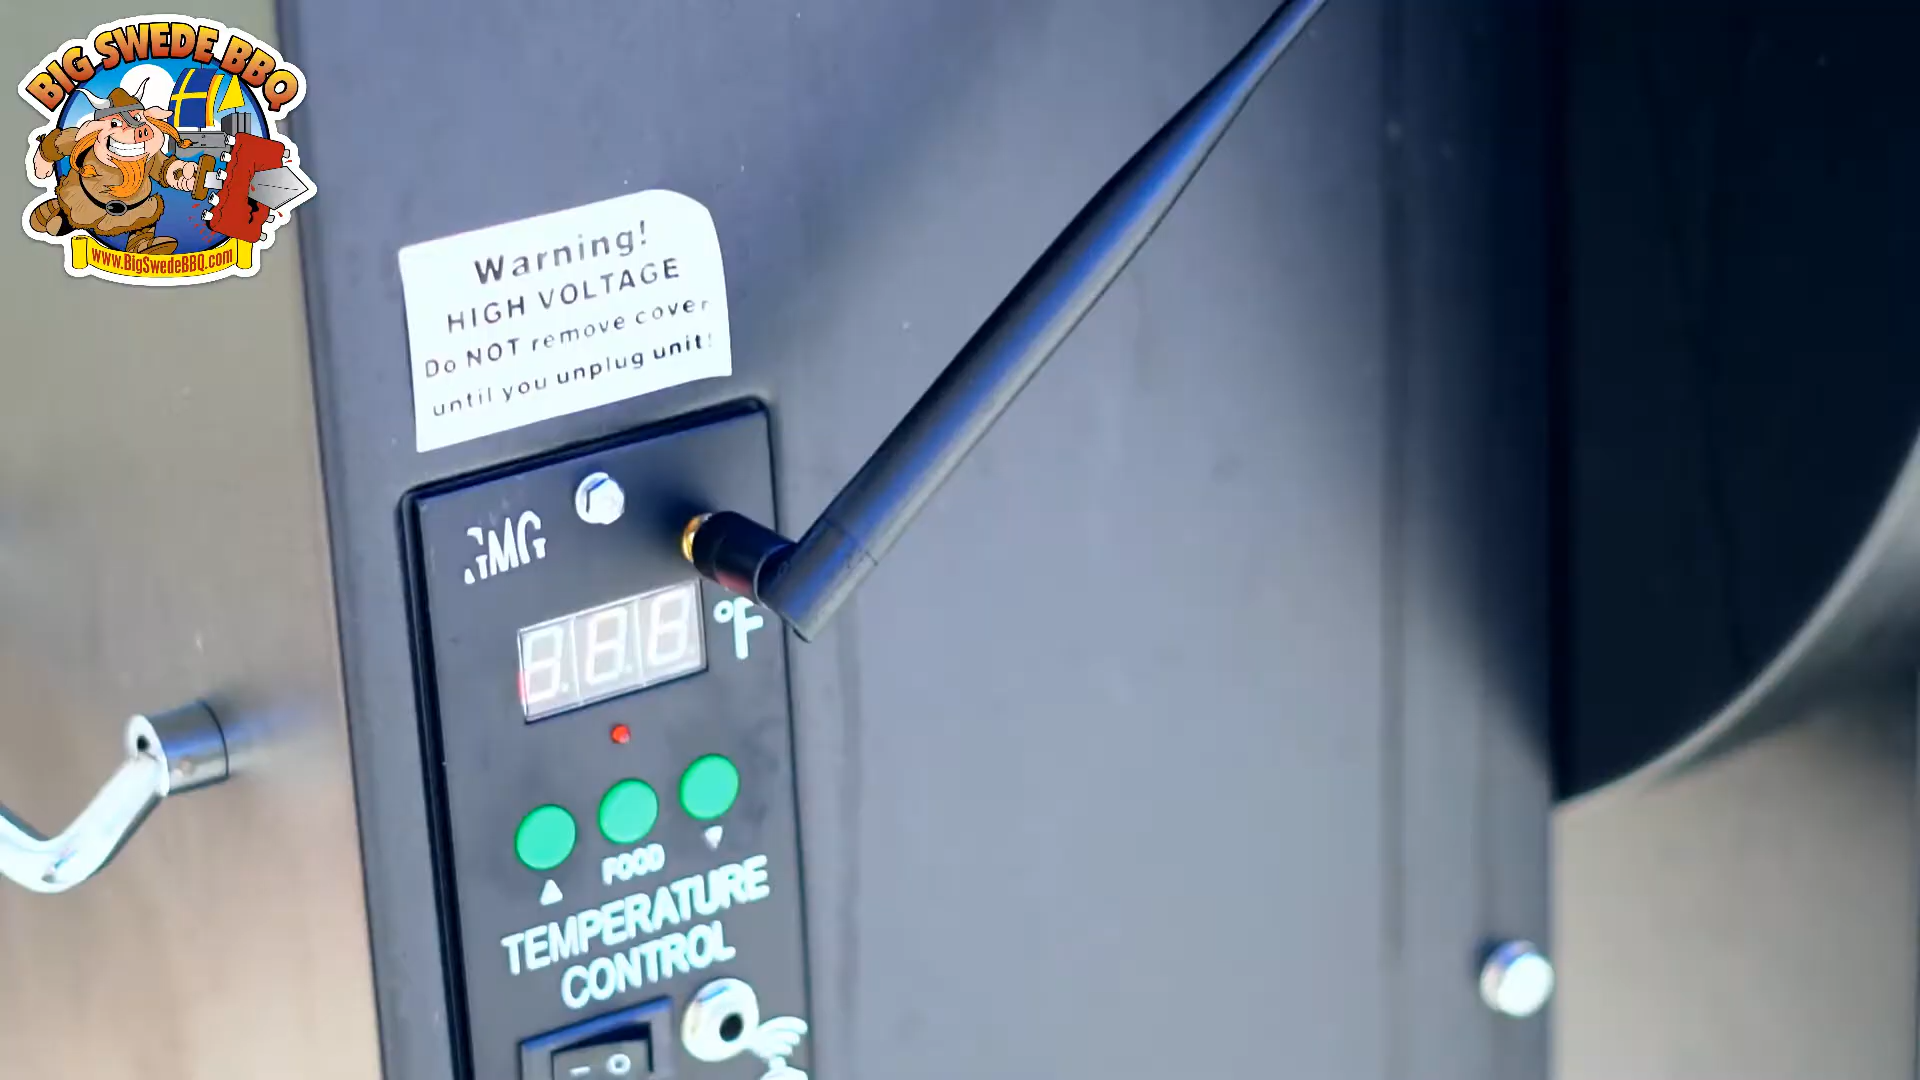 BIG SWEDE BBQ
www.BigSwedeBBQ.com
Warning!
HIGH VOLTAGE
Do NOT remove cover
until you unplug unit!
GMG
°F
FOOD
TEMPERATURE
CONTROL